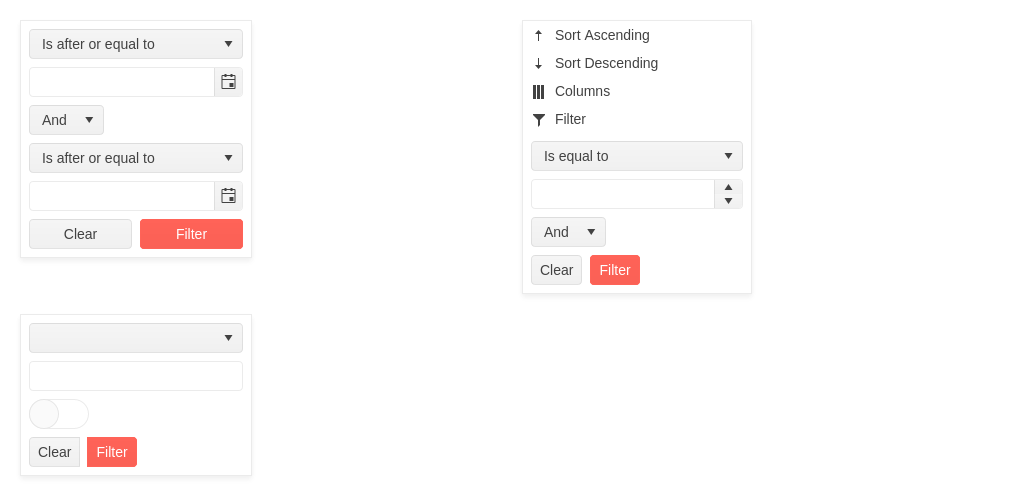 Is after or equal to
And
Is after or equal to
Clear Filter
Sort Ascending
Sort Descending
Columns
Filter
Is equal to
And
Clear Filter
Clear Filter